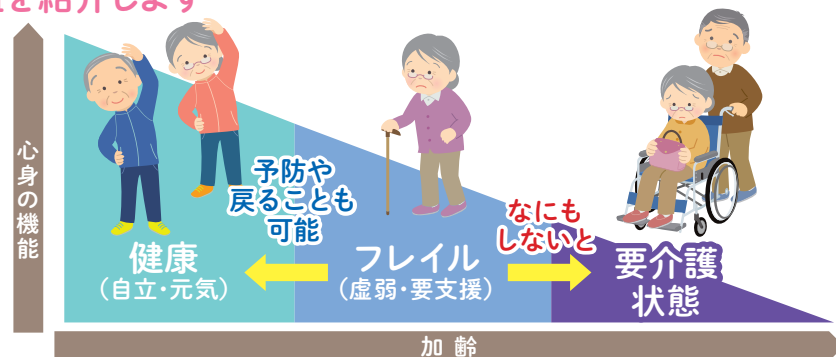 を紹介します
心身の機能
予防や
戻ることも
可能
なにも
しないと
健康
（自立・元気）
フレイル
（虚弱・要支援）
要介護
状態
加齢